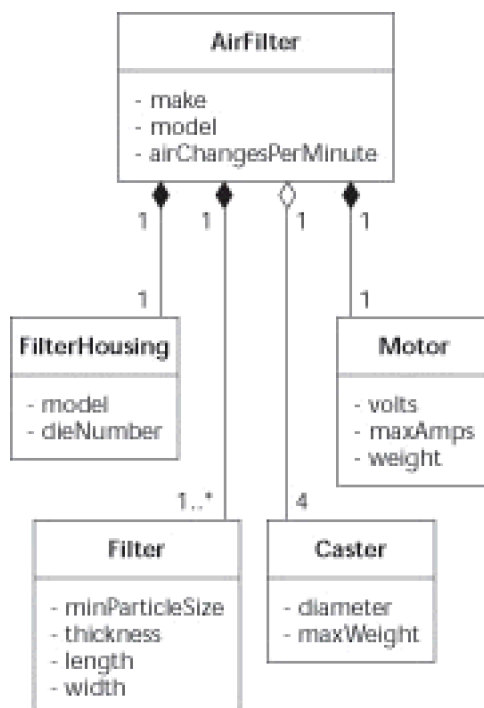 AirFilter
- make
- model
- airChangesPerMinute
1 1 1 1
1 1
FilterHousing
- model
- dieNumber
Motor
- volts
- maxAmps
- weight
1..* 4
Filter
- minParticleSize
- thickness
- length
- width
Caster
- diameter
- maxWeight